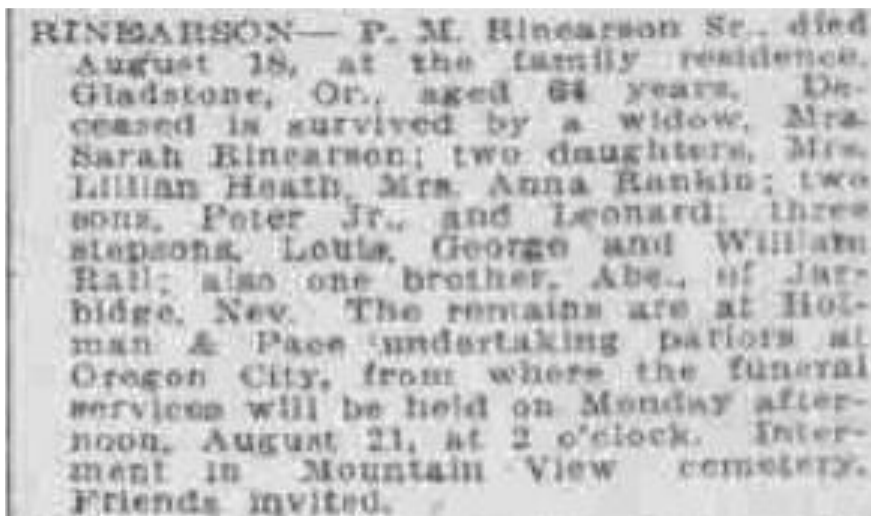 RINEARSON— P. M. Rinearson Sr., died
August 18, at the family residence,
Gladstone, Or., aged 64 years. De-
ceased is survived by a widow, Mrs.
Sarah Rinearson; two daughters, Mrs.
Lillian Heath, Mrs. Anna Rankin; two
sons, Peter Jr., and Leonard; three
stepsons, Louis, George and William
Rall; also one brother, Abe., of Jar-
bidge, Nev. The remains are at Hol-
man & Pace undertaking parlors at
Oregon City, from where the funeral
services will be held on Monday after-
noon, August 21, at 2 o'clock. Inter-
ment in Mountain View cemetery.
Friends invited.